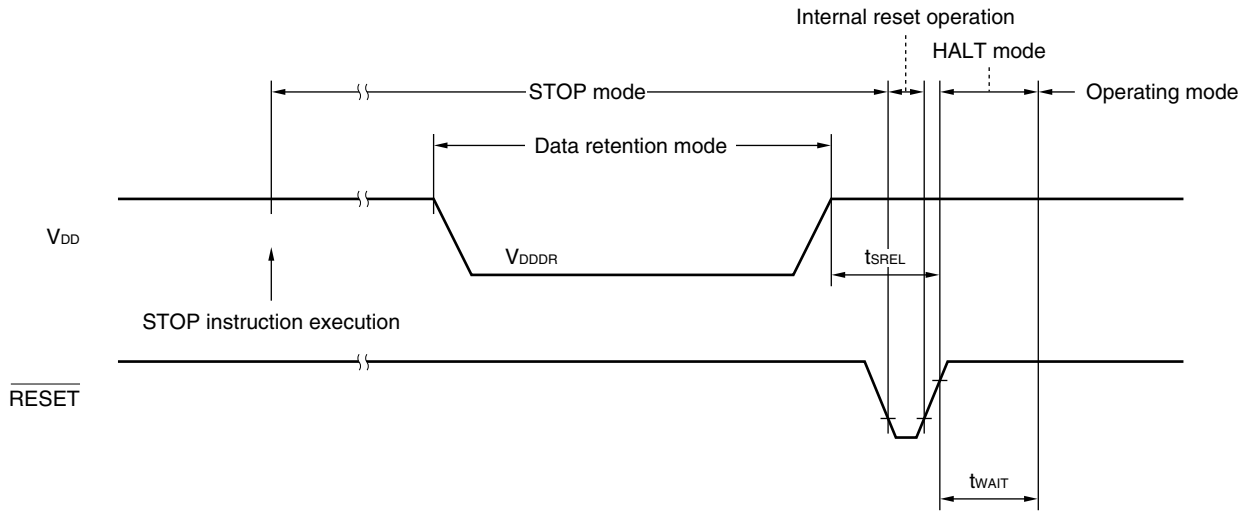 Internal reset operation
HALT mode
STOP mode
Operating mode
Data retention mode
VDD
VDDDR
tSREL
STOP instruction execution
RESET
tWAIT